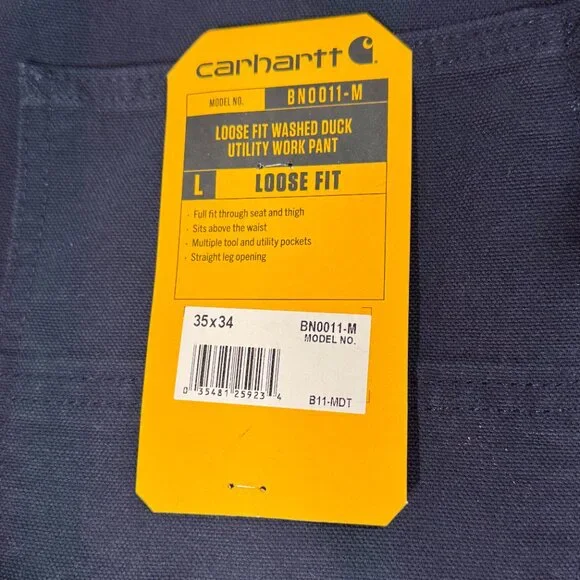 carhartt
MODEL NO. BN0011-M
LOOSE FIT WASHED DUCK
UTILITY WORK PANT
L LOOSE FIT
· Full fit through seat and thigh
· Sits above the waist
· Multiple tool and utility pockets
· Straight leg opening
35x34 BN0011-M
MODEL NO.
0 35481 25923 4
B11-MDT